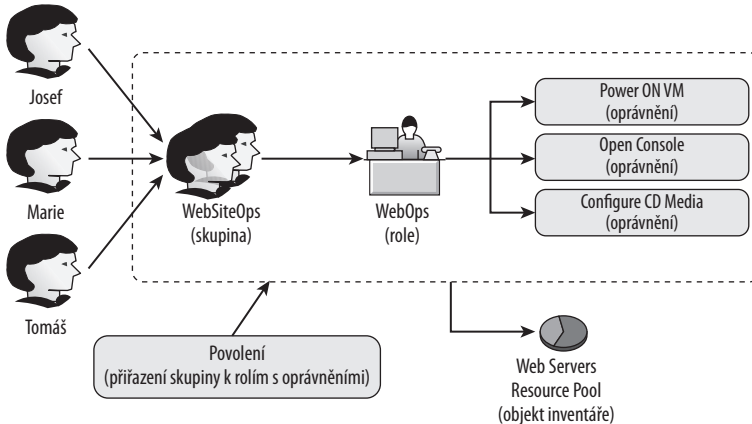 Josef
Marie
Tomáš
WebSiteOps
(skupina)
WebOps
(role)
Power ON VM
(oprávnění)
Open Console
(oprávnění)
Configure CD Media
(oprávnění)
Povolení
(přiřazení skupiny k rolím s oprávněními)
Web Servers
Resource Pool
(objekt inventáře)